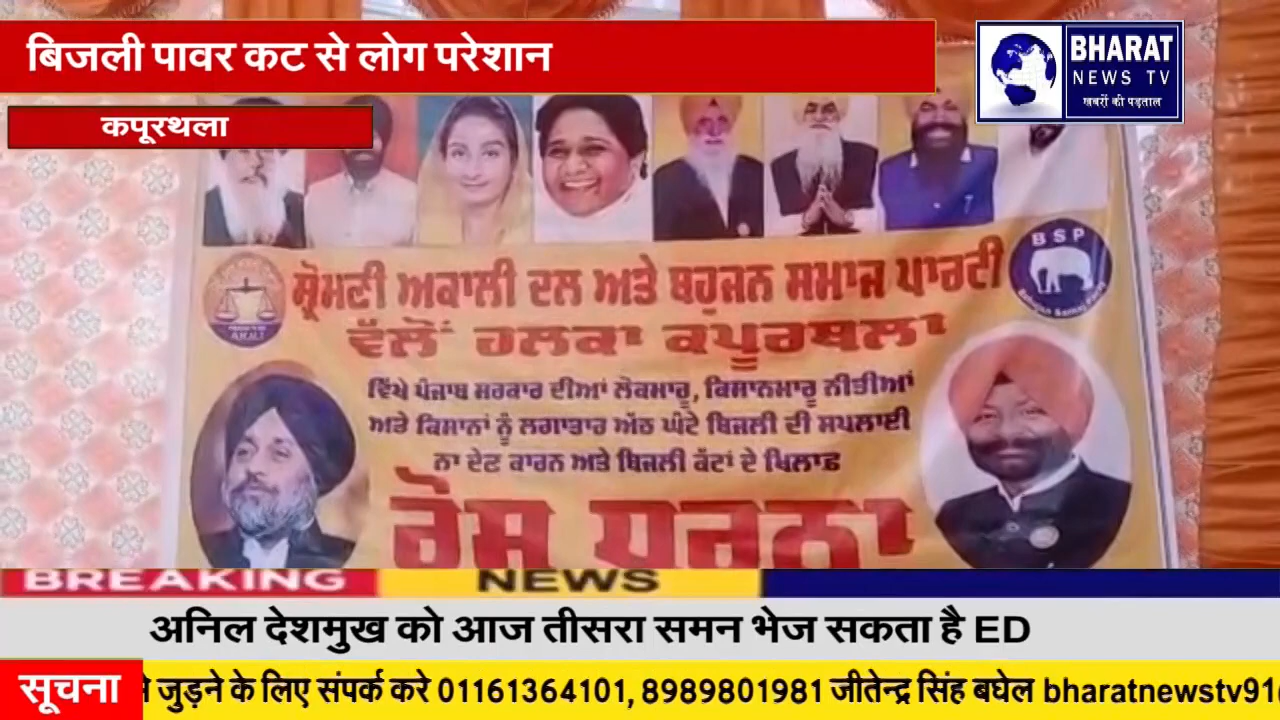 बिजली पावर कट से लोग परेशान
BHARAT
NEWS TV
खबरों की पड़ताल
कपूरथला
ਸ਼੍ਰੋਮਣੀ ਅਕਾਲੀ ਦਲ ਅਤੇ ਬਹੁਜਨ ਸਮਾਜ ਪਾਰਟੀ
BSP
ਵੱਲੋਂ ਹਲਕਾ ਕਪੂਰਥਲਾ
ਵਿੱਖੇ ਪੰਜਾਬ ਸਰਕਾਰ ਦੀਆਂ ਲੋਕਮਾਰੂ, ਕਿਸਾਨਮਾਰੂ ਨੀਤੀਆਂ
ਅਤੇ ਕਿਸਾਨਾਂ ਨੂੰ ਲਗਾਤਾਰ ਅੱਠ ਘੰਟੇ ਬਿਜਲੀ ਦੀ ਸਪਲਾਈ
ਨਾ ਦੇਣ ਕਾਰਨ ਅਤੇ ਬਿਜਲੀ ਕੱਟਾਂ ਦੇ ਖਿਲਾਫ਼
ਰੋਸ ਧਰਨਾ
BREAKING NEWS
अनिल देशमुख को आज तीसरा समन भेज सकता है ED
सूचना
जुड़ने के लिए संपर्क करे 01161364101, 8989801981 जीतेन्द्र सिंह बघेल bharatnewstv91